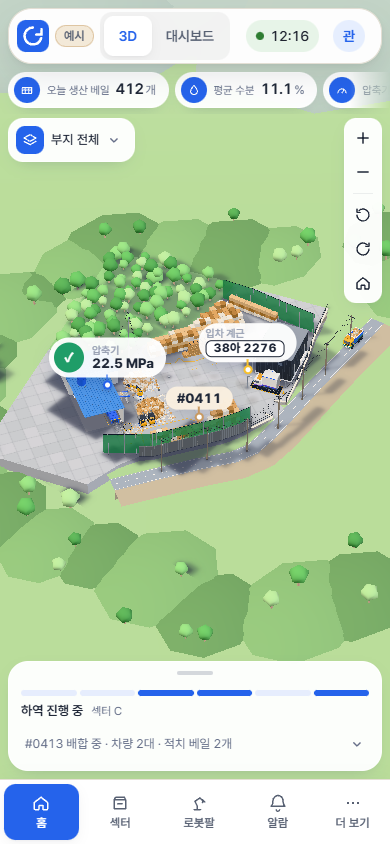 예시
3D
대시보드
12:16
관
오늘 생산 베일 412개
평균 수분 11.1%
압축
부지 전체
압축기
22.5 MPa
입차 계근
38아 2276
#0411
하역 진행 중 섹터 C
#0413 배합 중 · 차량 2대 · 적치 베일 2개
홈
섹터
로봇팔
알람
더 보기